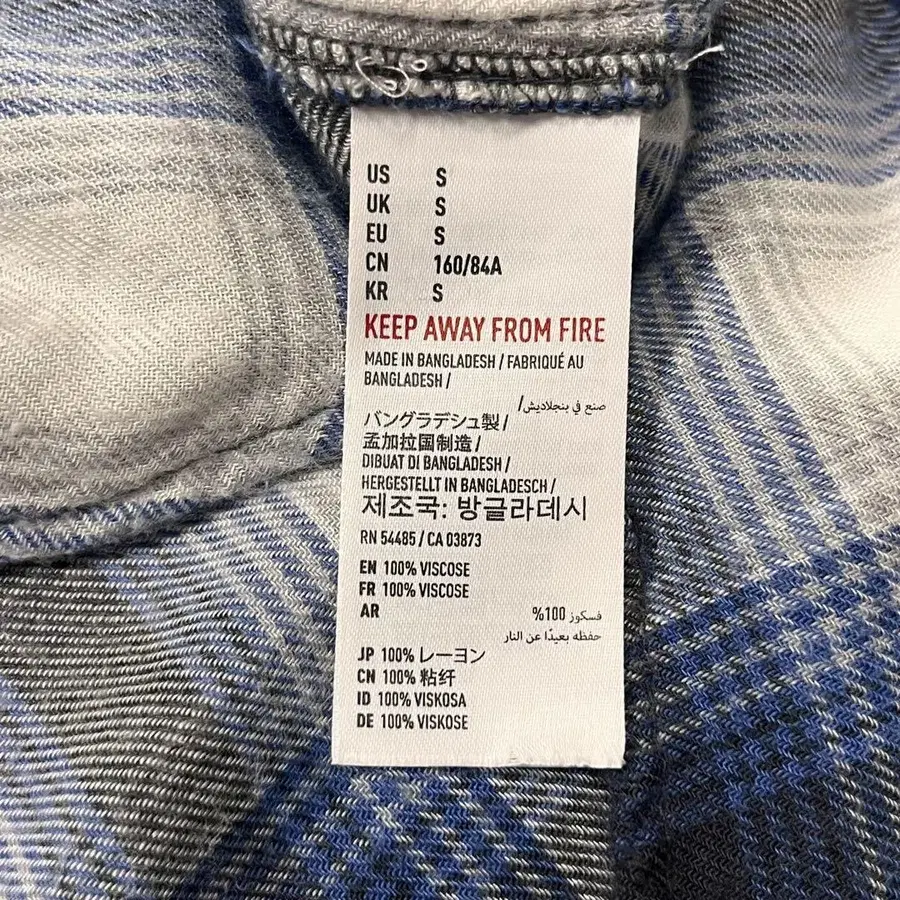 US S
UK S
EU S
CN 160/84A
KR S
KEEP AWAY FROM FIRE
MADE IN BANGLADESH / FABRIQUÉ AU
BANGLADESH /
صنع في بنجلاديش/
バングラデシュ製 /
孟加拉国制造 /
DIBUAT DI BANGLADESH /
HERGESTELLT IN BANGLADESCH /
제조국: 방글라데시
RN 54485 / CA 03873
EN 100% VISCOSE
FR 100% VISCOSE
AR فسكوز 100%
حفظه بعيدًا عن النار
JP 100% レーヨン
CN 100% 粘纤
ID 100% VISKOSA
DE 100% VISKOSE